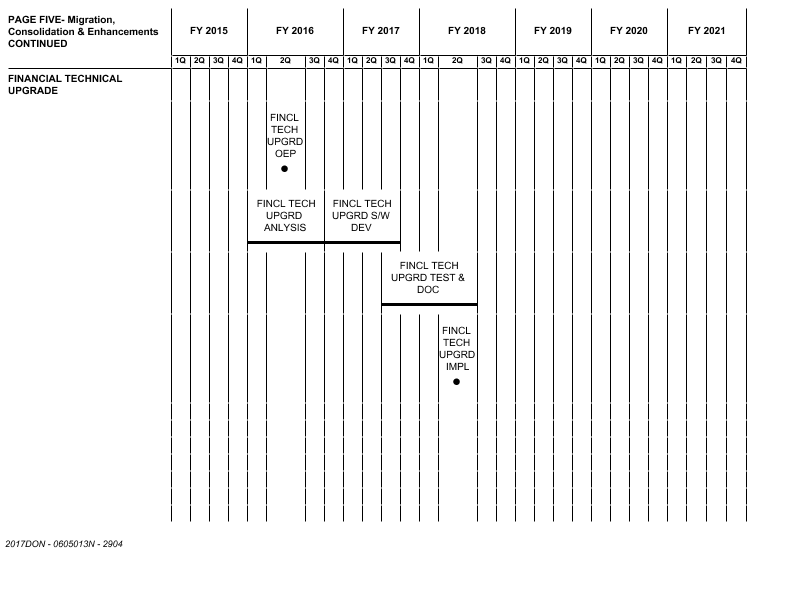 PAGE FIVE- Migration,
Consolidation & Enhancements
CONTINUED
FY 2015 FY 2016 FY 2017 FY 2018 FY 2019 FY 2020 FY 2021
1Q 2Q 3Q 4Q 1Q 2Q 3Q 4Q 1Q 2Q 3Q 4Q 1Q 2Q 3Q 4Q 1Q 2Q 3Q 4Q 1Q 2Q 3Q 4Q 1Q 2Q 3Q 4Q
FINANCIAL TECHNICAL
UPGRADE
FINCL
TECH
UPGRD
OEP
FINCL TECH
UPGRD
ANLYSIS
FINCL TECH
UPGRD S/W
DEV
FINCL TECH
UPGRD TEST &
DOC
FINCL
TECH
UPGRD
IMPL
2017DON - 0605013N - 2904